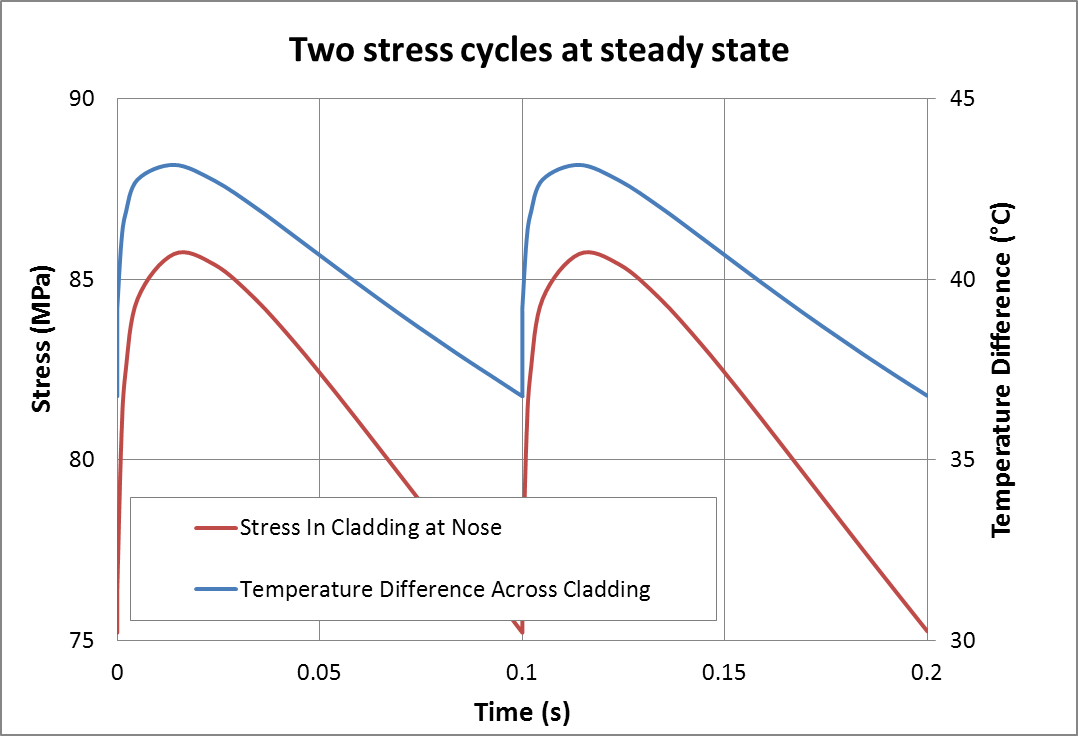 Two stress cycles at steady state
90
85
80
75
45
40
35
30
Stress (MPa)
Temperature Difference (°C)
Stress In Cladding at Nose
Temperature Difference Across Cladding
0
0.05
0.1
0.15
0.2
Time (s)